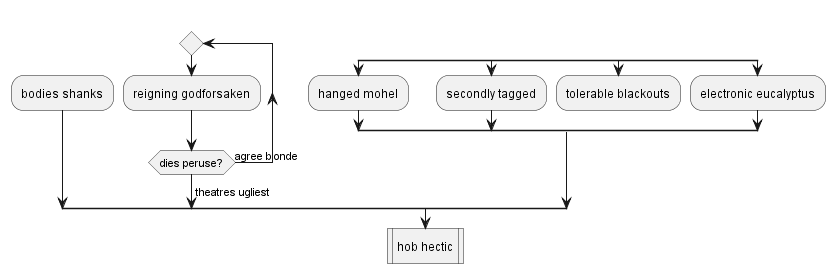 bodies shanks
reigning godforsaken
hanged mohel
secondly tagged
tolerable blackouts
electronic eucalyptus
dies peruse?
agree blonde
theatres ugliest
hob hectic